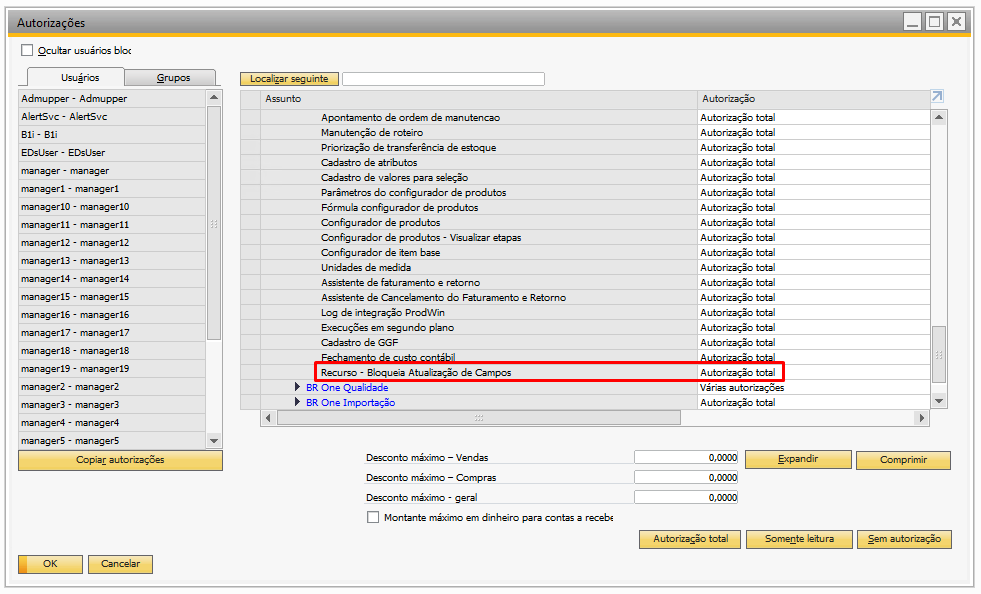 Autorizações
Ocultar usuários bloc
Usuários Grupos
Localizar seguinte
Admupper - Admupper
AlertSvc - AlertSvc
B1i - B1i
EDsUser - EDsUser
manager - manager
manager1 - manager1
manager10 - manager10
manager11 - manager11
manager12 - manager12
manager13 - manager13
manager14 - manager14
manager15 - manager15
manager16 - manager16
manager17 - manager17
manager18 - manager18
manager19 - manager19
manager2 - manager2
manager3 - manager3
manager4 - manager4
manager5 - manager5
Copiar autorizações
Assunto Autorização
Apontamento de ordem de manutencao Autorização total
Manutenção de roteiro Autorização total
Priorização de transferência de estoque Autorização total
Cadastro de atributos Autorização total
Cadastro de valores para seleção Autorização total
Parâmetros do configurador de produtos Autorização total
Fórmula configurador de produtos Autorização total
Configurador de produtos Autorização total
Configurador de produtos - Visualizar etapas Autorização total
Configurador de item base Autorização total
Unidades de medida Autorização total
Assistente de faturamento e retorno Autorização total
Assistente de Cancelamento do Faturamento e Retorno Autorização total
Log de integração ProdWin Autorização total
Execuções em segundo plano Autorização total
Cadastro de GGF Autorização total
Fechamento de custo contábil Autorização total
Recurso - Bloqueia Atualização de Campos Autorização total
BR One Qualidade Várias autorizações
BR One Importação Autorização total
Desconto máximo – Vendas 0,0000
Expandir Comprimir
Desconto máximo – Compras 0,0000
Desconto máximo - geral 0,0000
Montante máximo em dinheiro para contas a recebe
Autorização total Somente leitura Sem autorização
OK Cancelar